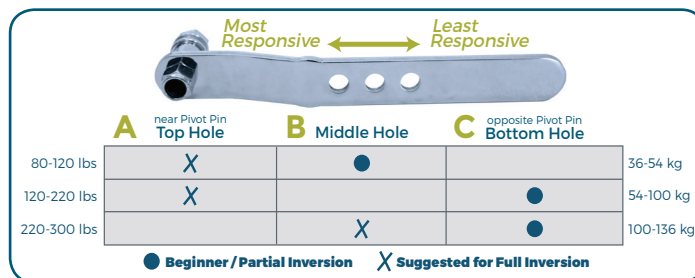 Most
Responsive
Least
Responsive
A near Pivot Pin
Top Hole
B Middle Hole
C opposite Pivot Pin
Bottom Hole
80-120 lbs X 36-54 kg
120-220 lbs X 54-100 kg
220-300 lbs X 100-136 kg
Beginner / Partial Inversion X Suggested for Full Inversion